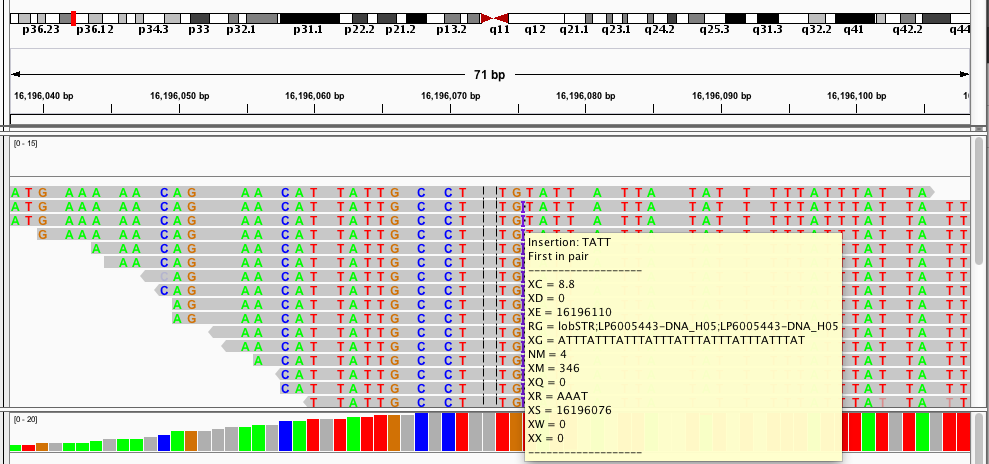 p36.23 p36.12 p34.3 p33 p32.1 p31.1 p22.2 p21.2 p13.2 q11 q12 q21.1 q23.1 q24.2 q25.3 q31.1 q32.2 q41 q42.2 q44
71 bp
16,196,040 bp 16,196,050 bp 16,196,060 bp 16,196,070 bp 16,196,080 bp 16,196,090 bp 16,196,100 bp
[0 - 15]
ATG AAA AA CAG AA CAT TATTG C CT TG TATT A TTA TAT T TTTATTTAT TA
ATG AAA AA CAG AA CAT TATTG C CT TG TATT A TTA TAT T TTTATTTAT TA TT
ATG AAA AA CAG AA CAT TATTG C CT TG TATT A TTA TAT T TTTATTTAT TA TT
G AAA AA CAG AA CAT TATTG C CT TG
A AA CAG AA CAT TATTG C CT TG
AA CAG AA CAT TATTG C CT TG
AG AA CAT TATTG C CT TG
CAG AA CAT TATTG C CT TG
AG AA CAT TATTG C CT TG
AG AA CAT TATTG C CT TG
AA CAT TATTG C CT TG
AA CAT TATTG C CT TG
A CAT TATTG C CT TG
CAT TATTG C CT TG
CAT TATTG C CT TG
T TATTG C CT TG
Insertion: TATT
First in pair
-------------------
XC = 8.8
XD = 0
XE = 16196110
RG = lobSTR;LP6005443-DNA_H05;LP6005443-DNA_H05
XG = ATTTATTTATTTATTTATTTATTTATTTATTTAT
NM = 4
XM = 346
XQ = 0
XR = AAAT
XS = 16196076
XW = 0
XX = 0
-------------------
[0 - 20]